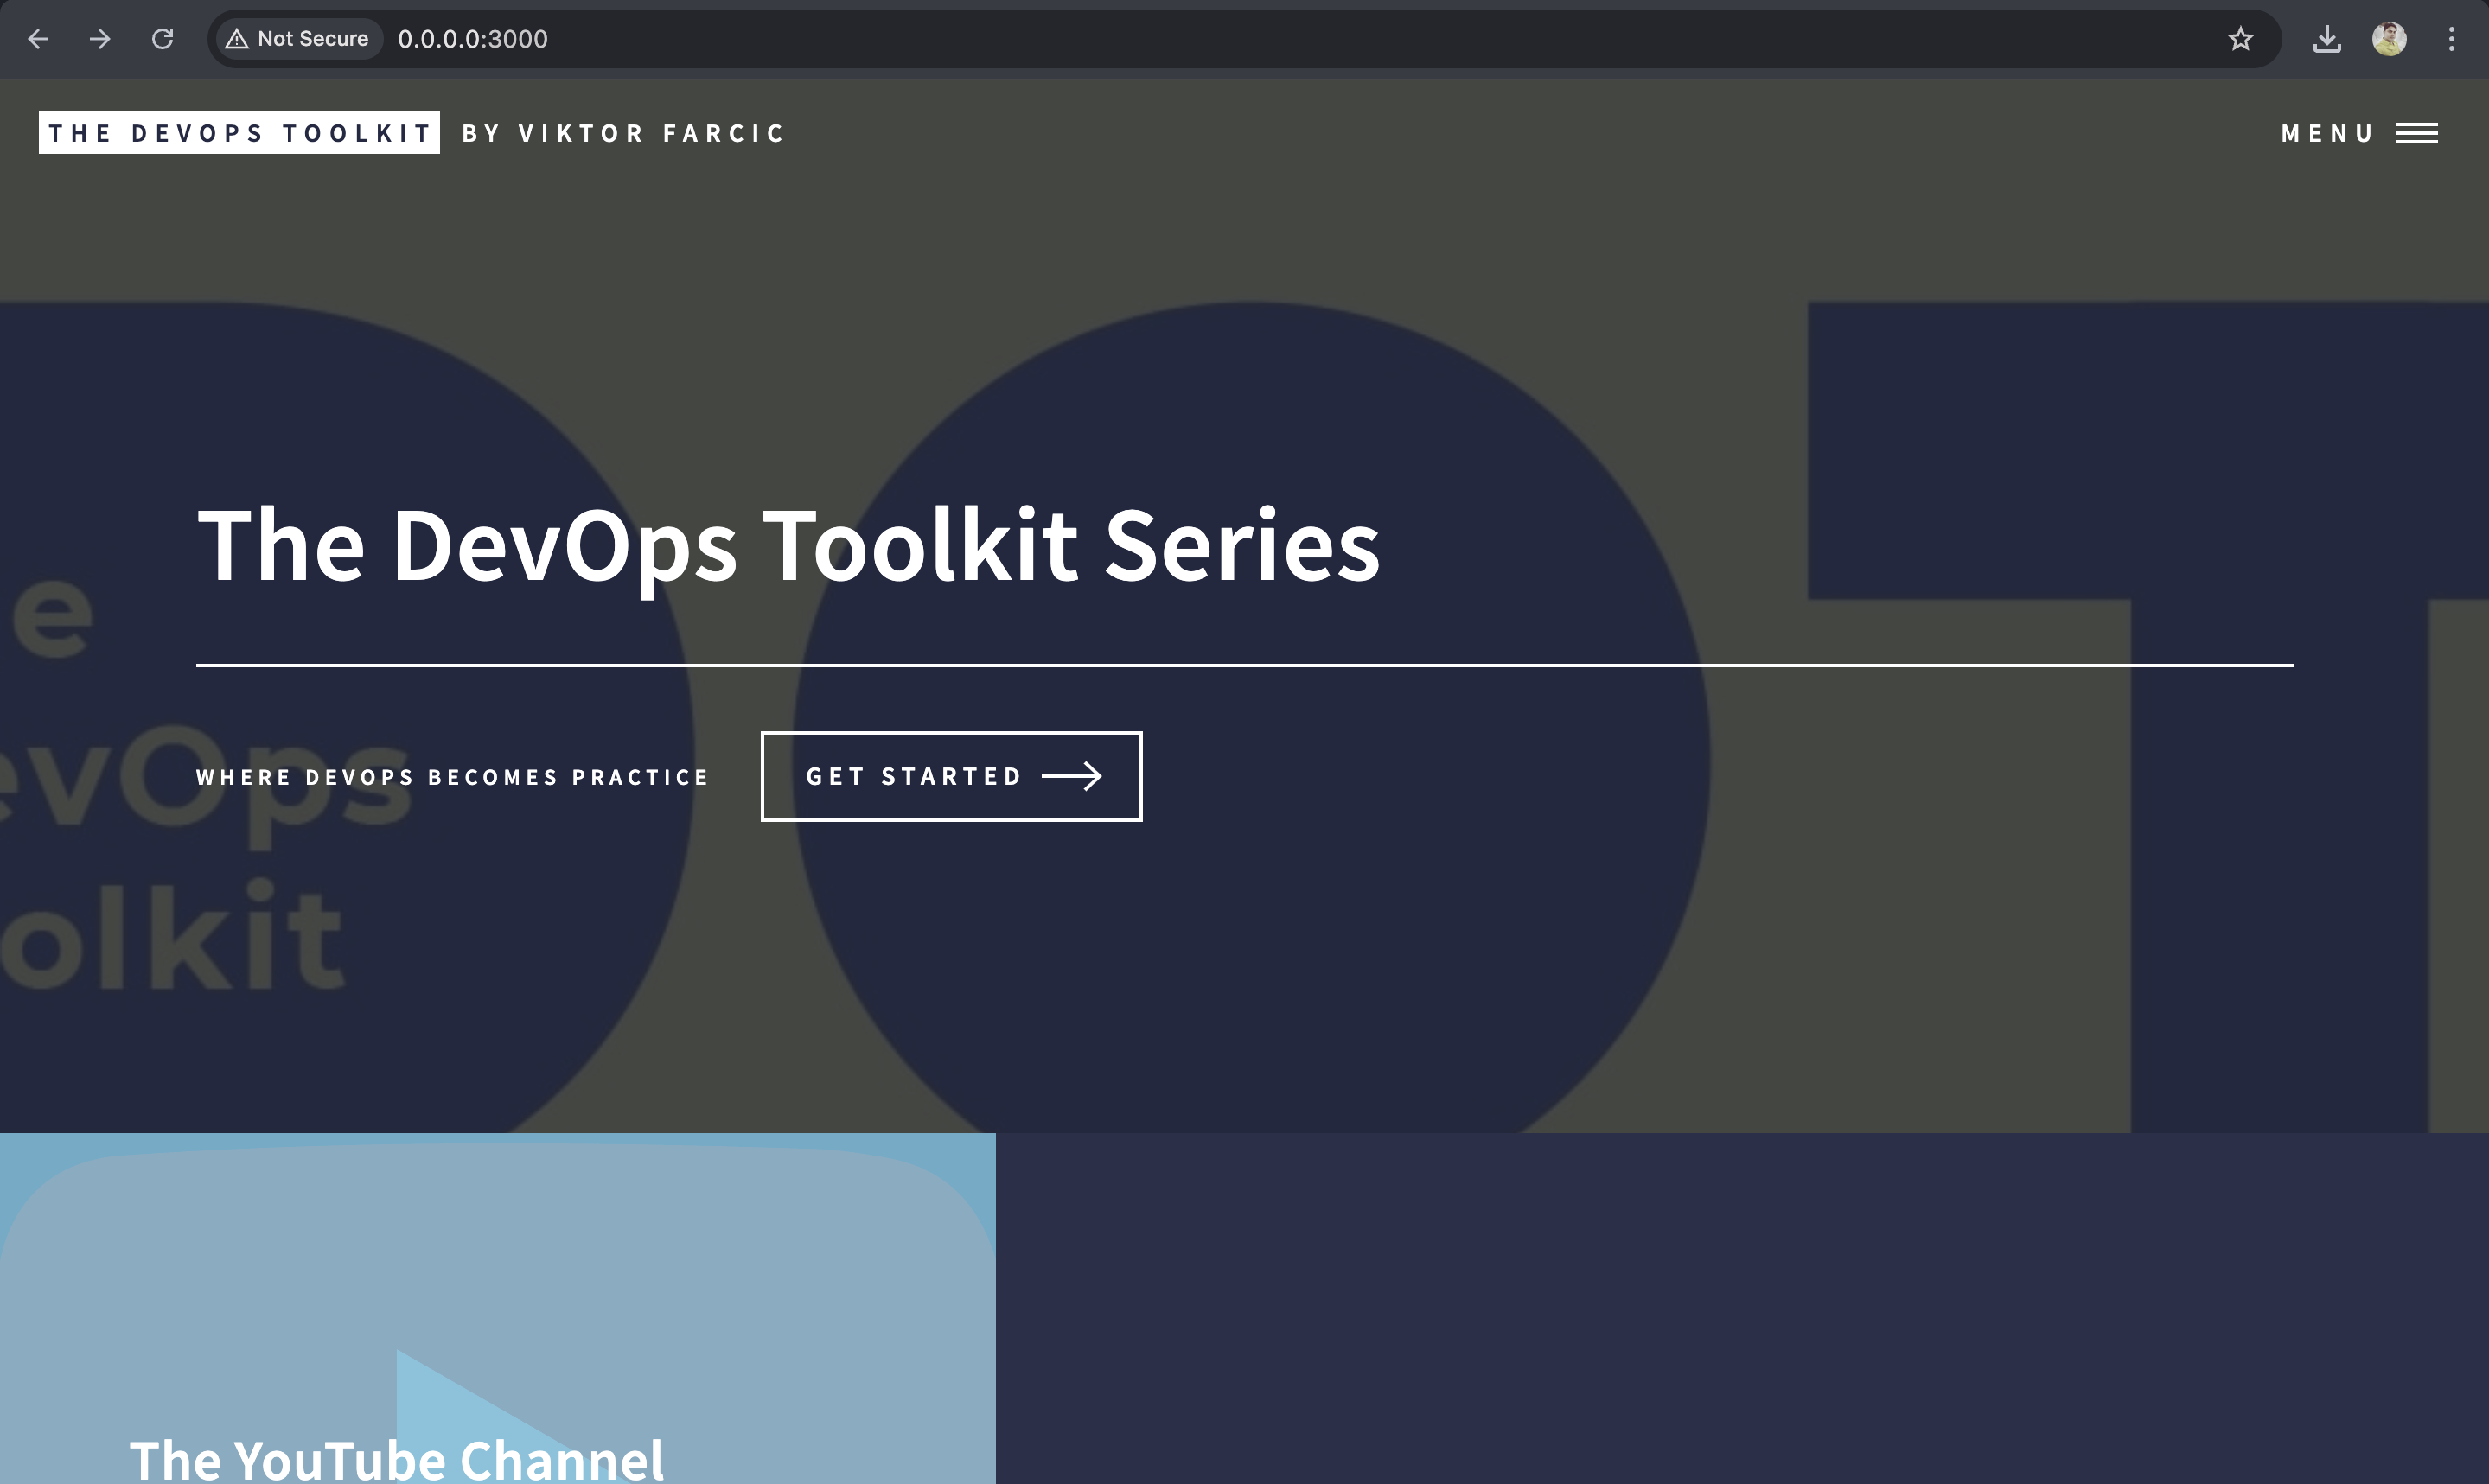 Not Secure 0.0.0.0:3000
THE DEVOPS TOOLKIT BY VIKTOR FARCIC MENU
The DevOps Toolkit Series
e
evOps
WHERE DEVOPS BECOMES PRACTICE GET STARTED
olkit
The YouTube Channel